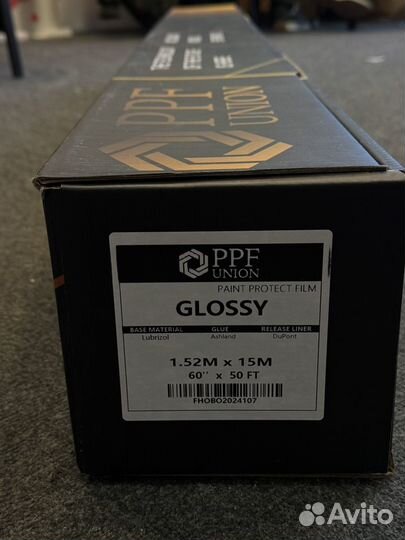 PPF
UNION
PPF
UNION
PAINT PROTECT FILM
GLOSSY
BASE MATERIAL GLUE RELEASE LINER
Lubrizol Ashland DuPont
1.52M x 15M
60'' x 50 FT
FHOBO2024107
Avito